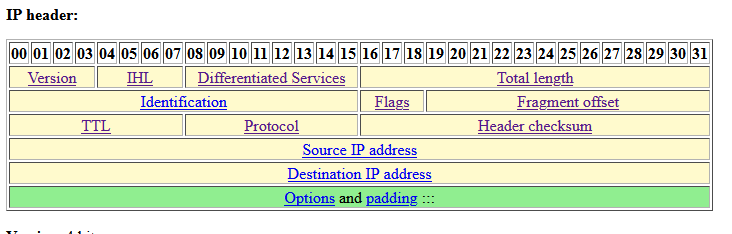 IP header:
00 01 02 03 04 05 06 07 08 09 10 11 12 13 14 15 16 17 18 19 20 21 22 23 24 25 26 27 28 29 30 31
Version IHL Differentiated Services Total length
Identification Flags Fragment offset
TTL Protocol Header checksum
Source IP address
Destination IP address
Options and padding :::